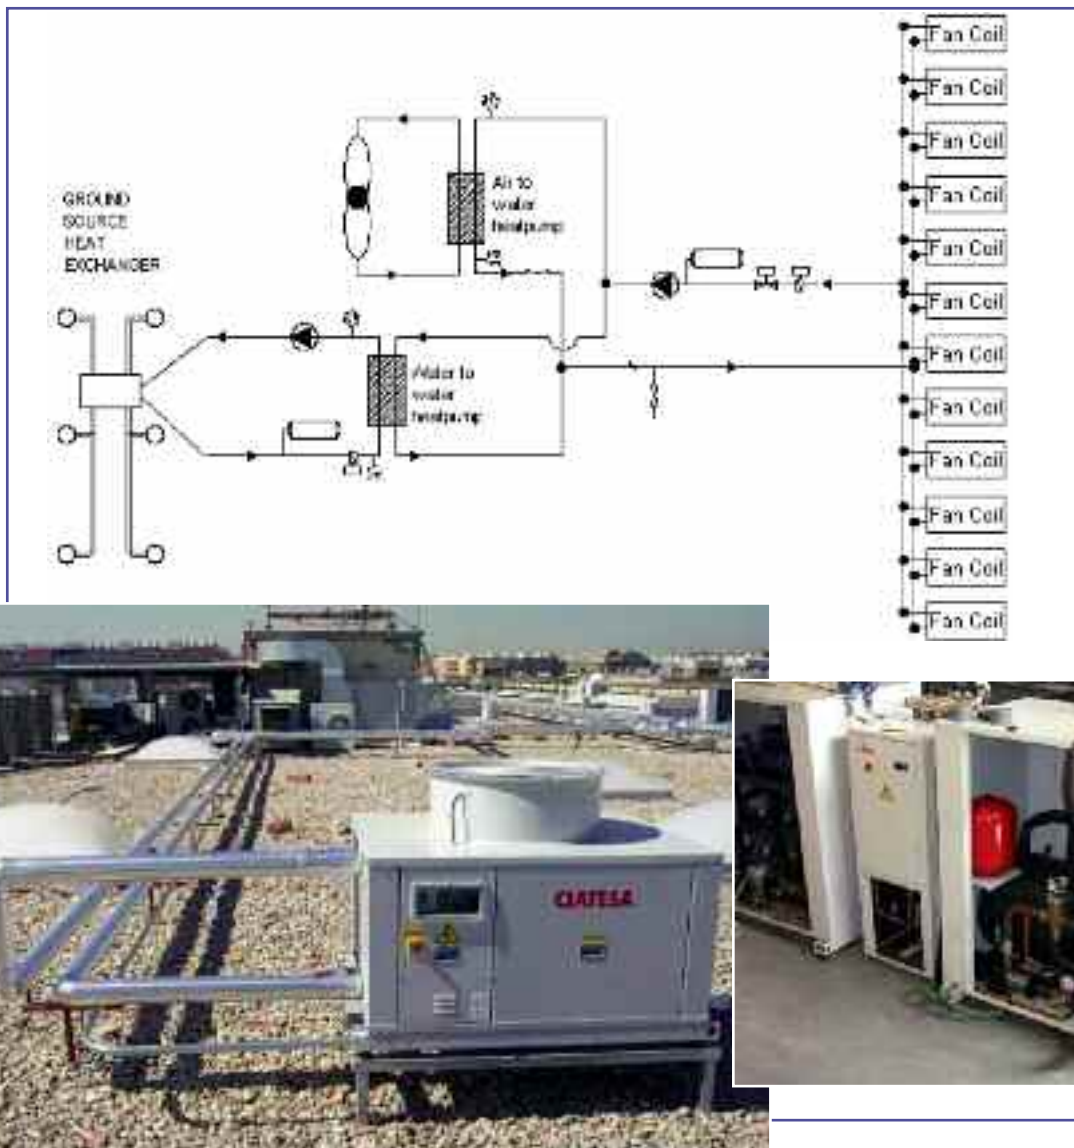 Fan Coil
Fan Coil
Fan Coil
Fan Coil
Fan Coil
Fan Coil
Fan Coil
Fan Coil
Fan Coil
Fan Coil
Fan Coil
Fan Coil
Air to
water
heatpump
GROUND
SOURCE
HEAT
EXCHANGER
Water to
water
heatpump
CIATESA